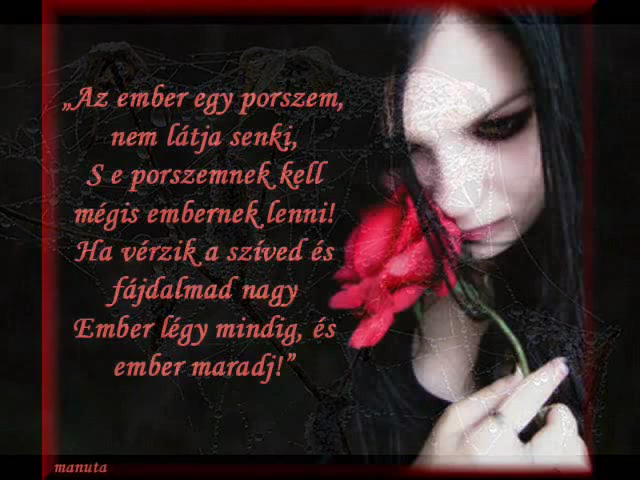 „Az ember egy porszem,
nem látja senki,
S e porszemnek kell
mégis embernek lenni!
Ha vérzik a szíved és
fájdalmad nagy
Ember légy mindig, és
ember maradj!”
manuta